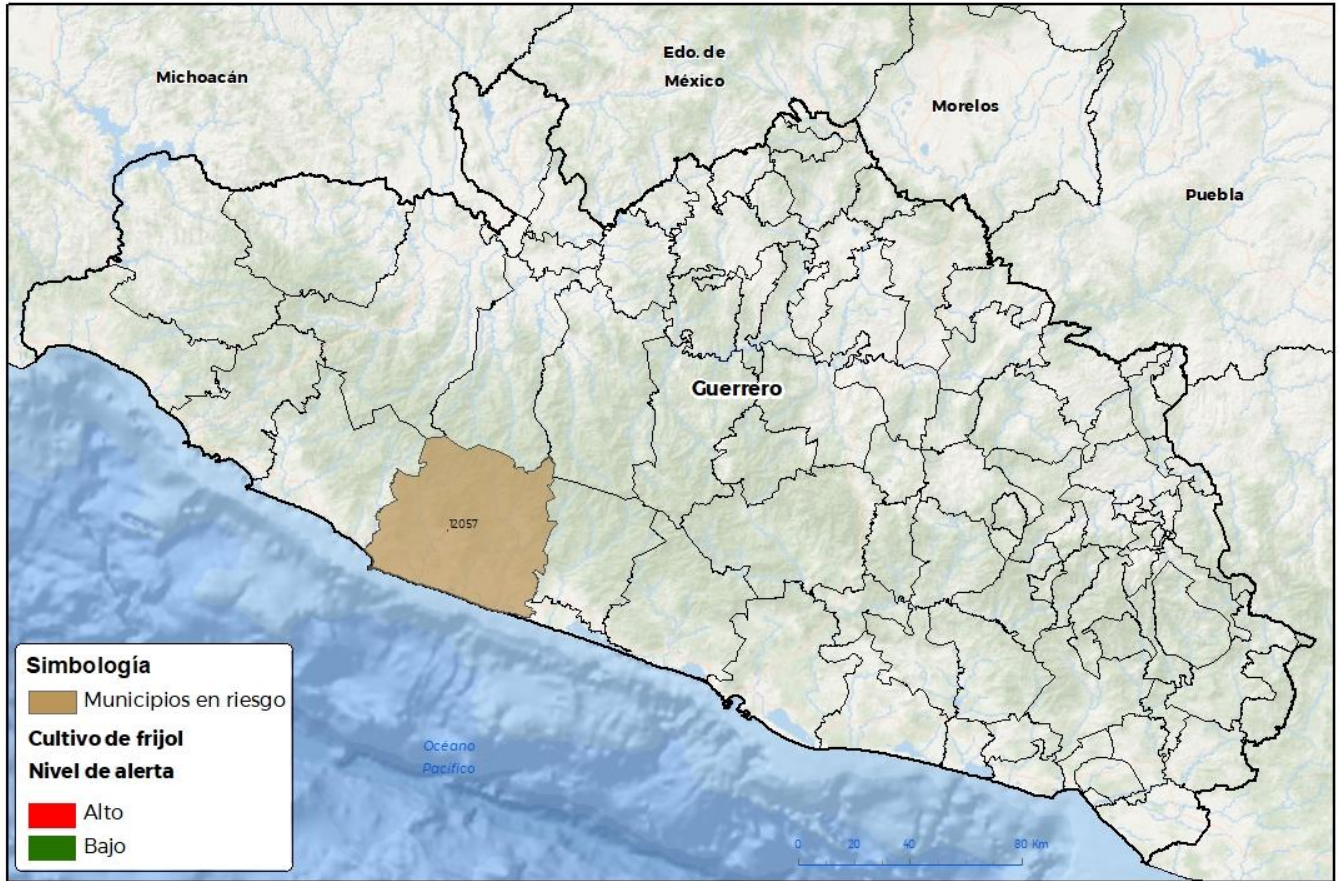 Michoacán
Edo. de
México
Morelos
Puebla
Guerrero
12057
Simbología
Municipios en riesgo
Cultivo de frijol
Nivel de alerta
Alto
Bajo
Océano
Pacífico
0 20 40 80 Km